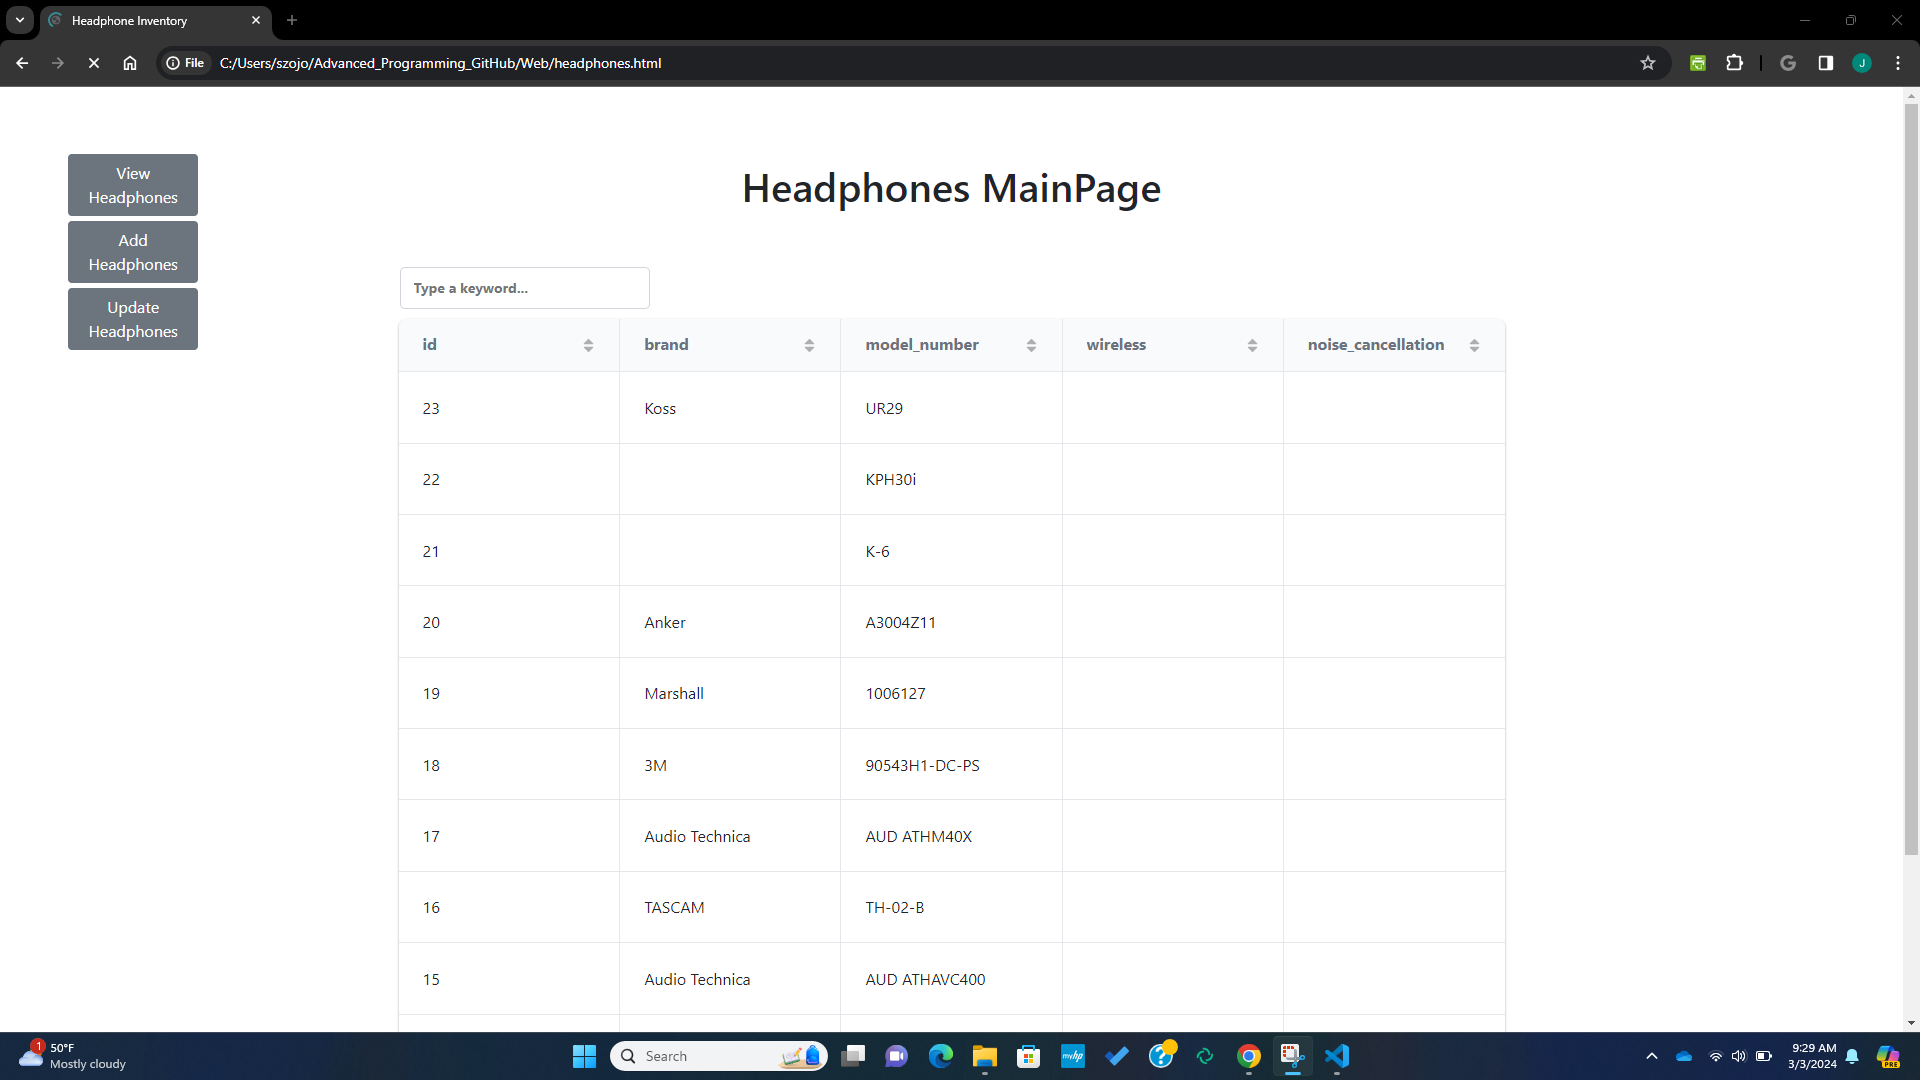 Headphone Inventory
File C:/Users/szojo/Advanced_Programming_GitHub/Web/headphones.html
G
J
View
Headphones
Add
Headphones
Update
Headphones
Headphones MainPage
Type a keyword...
id brand model_number wireless noise_cancellation
23 Koss UR29
22 KPH30i
21 K-6
20 Anker A3004Z11
19 Marshall 1006127
18 3M 90543H1-DC-PS
17 Audio Technica AUD ATHM40X
16 TASCAM TH-02-B
15 Audio Technica AUD ATHAVC400
1
50°F
Mostly cloudy
Search
myhp
9:29 AM
3/3/2024
PRE